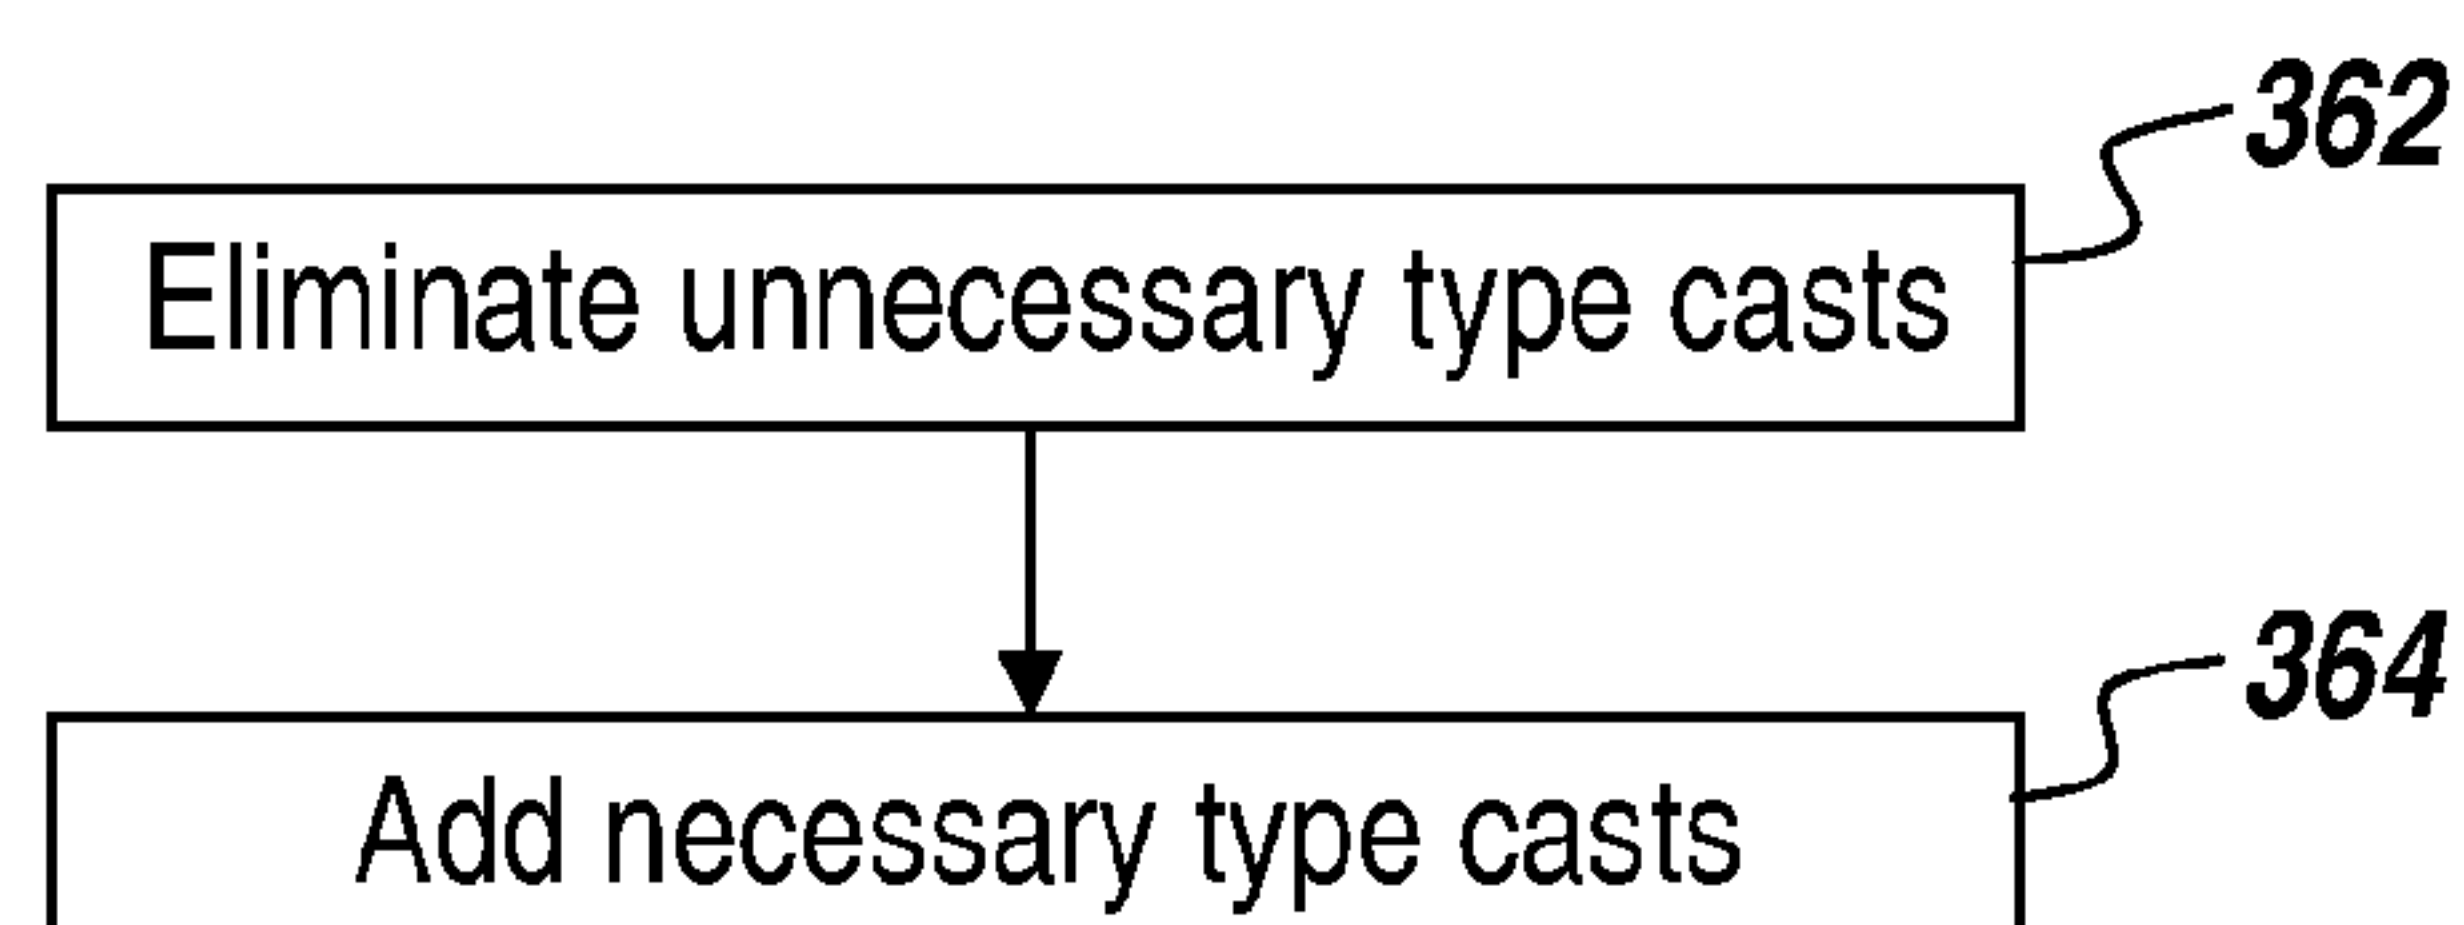 362
Eliminate unnecessary type casts
364
Add necessary type casts